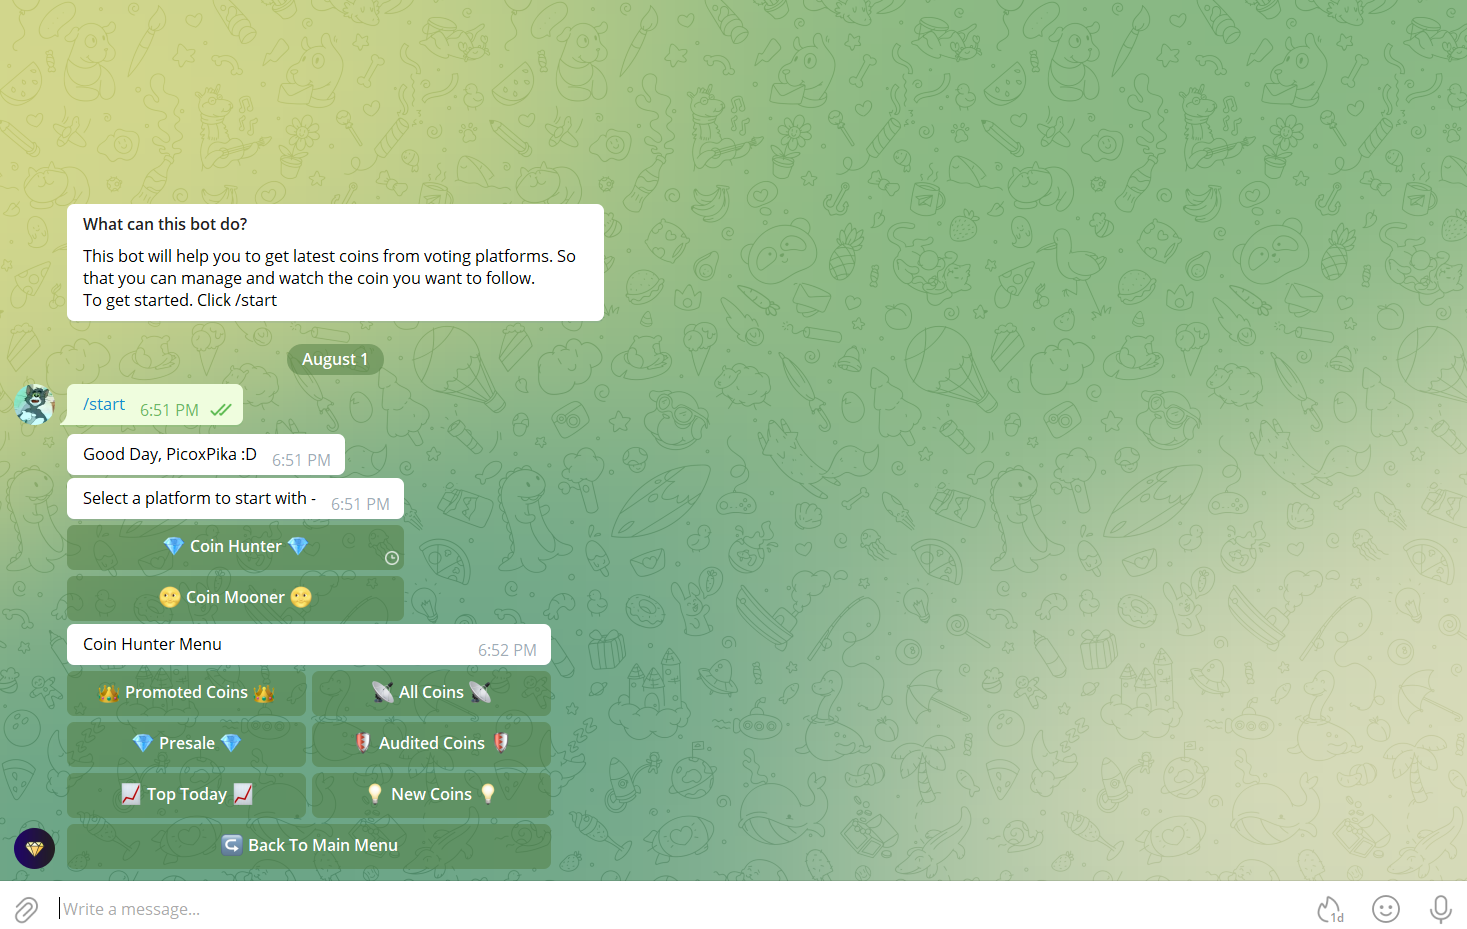 What can this bot do?
This bot will help you to get latest coins from voting platforms. So
that you can manage and watch the coin you want to follow.
To get started. Click /start
August 1
/start 6:51 PM
Good Day, PicoxPika :D 6:51 PM
Select a platform to start with - 6:51 PM
💎 Coin Hunter 💎
🌝 Coin Mooner 🌝
Coin Hunter Menu 6:52 PM
👑 Promoted Coins 👑
📡 All Coins 📡
💎 Presale 💎
Audited Coins
📈 Top Today 📈
💡 New Coins 💡
↪️ Back To Main Menu
Write a message...
1d